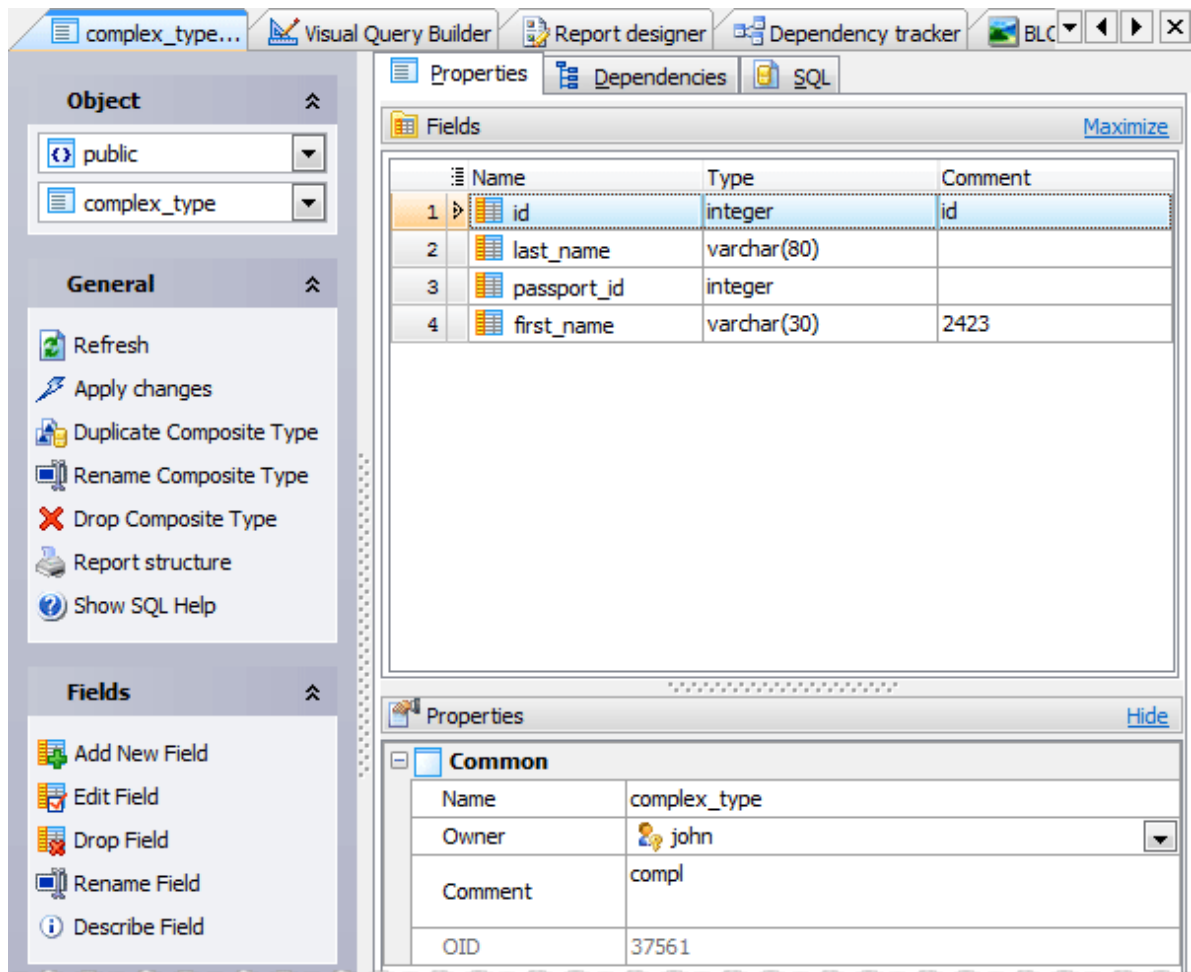 complex_type... Visual Query Builder Report designer Dependency tracker BLC
Object
public
complex_type
General
Refresh
Apply changes
Duplicate Composite Type
Rename Composite Type
Drop Composite Type
Report structure
Show SQL Help
Fields
Add New Field
Edit Field
Drop Field
Rename Field
Describe Field
Properties Dependencies SQL
Fields Maximize
Name Type Comment
1 id integer id
2 last_name varchar(80)
3 passport_id integer
4 first_name varchar(30) 2423
Properties Hide
Common
Name complex_type
Owner john
Comment compl
OID 37561